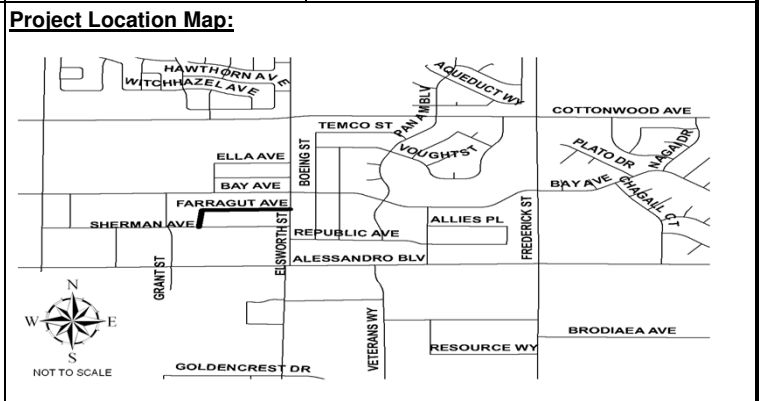 Project Location Map:
HAWTHORN AVE
WITCHHAZEL AVE
AQUEDUCT WY
COTTONWOOD AVE
TEMCO ST
PAN AM BLV
VOUGHT ST
PLATO DR
NAGAI DR
ELLA AVE
BOEING ST
BAY AVE
BAY AVE
CHAGALL CT
FARRAGUT AVE
SHERMAN AVE
ELSWORTH ST
REPUBLIC AVE
ALLIES PL
FREDERICK ST
ALESSANDRO BLV
GRANT ST
N
W
E
S
NOT TO SCALE
VETERANS WY
BRODIAEA AVE
RESOURCE WY
GOLDENCREST DR